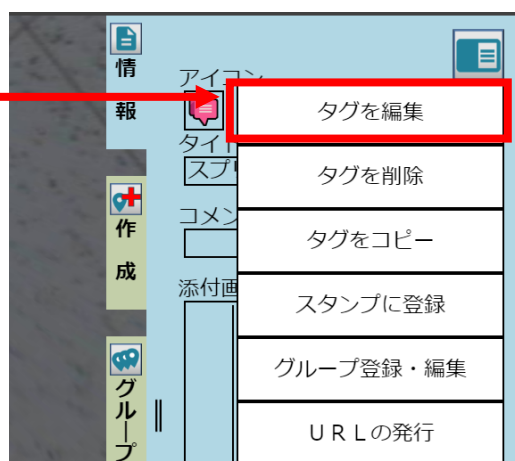 情報
作成
グループ
アイコン
タイト
スプ
コメン
添付画
タグを編集
タグを削除
タグをコピー
スタンプに登録
グループ登録・編集
ＵＲＬの発行